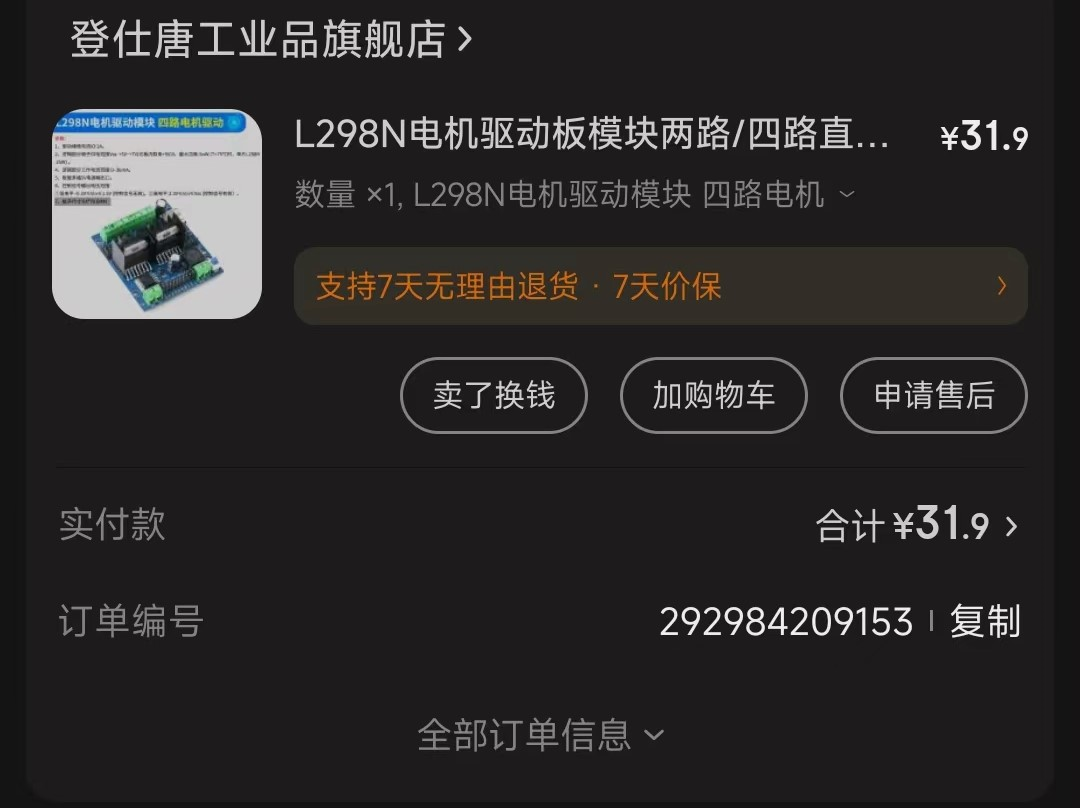 登仕唐工业品旗舰店
L298N电机驱动模块 四路电机驱动
L298N电机驱动板模块两路/四路直... ¥31.9
数量 ×1, L298N电机驱动模块 四路电机
支持7天无理由退货 · 7天价保
卖了换钱 加购物车 申请售后
实付款 合计 ¥31.9
订单编号 292984209153 | 复制
全部订单信息